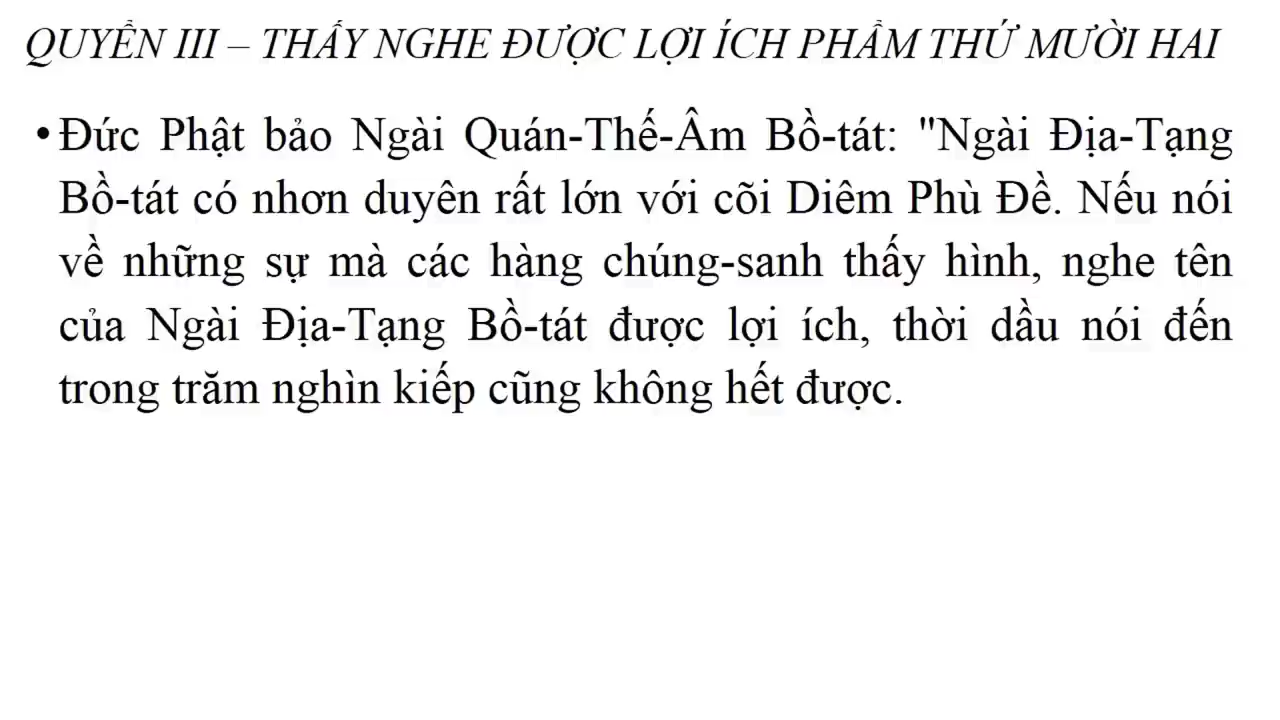 QUYỂN III – THẤY NGHE ĐƯỢC LỢI ÍCH PHẨM THỨ MƯỜI HAI
• Đức Phật bảo Ngài Quán-Thế-Âm Bồ-tát: "Ngài Địa-Tạng
Bồ-tát có nhơn duyên rất lớn với cõi Diêm Phù Đề. Nếu nói
về những sự mà các hàng chúng-sanh thấy hình, nghe tên
của Ngài Địa-Tạng Bồ-tát được lợi ích, thời dầu nói đến
trong trăm nghìn kiếp cũng không hết được.